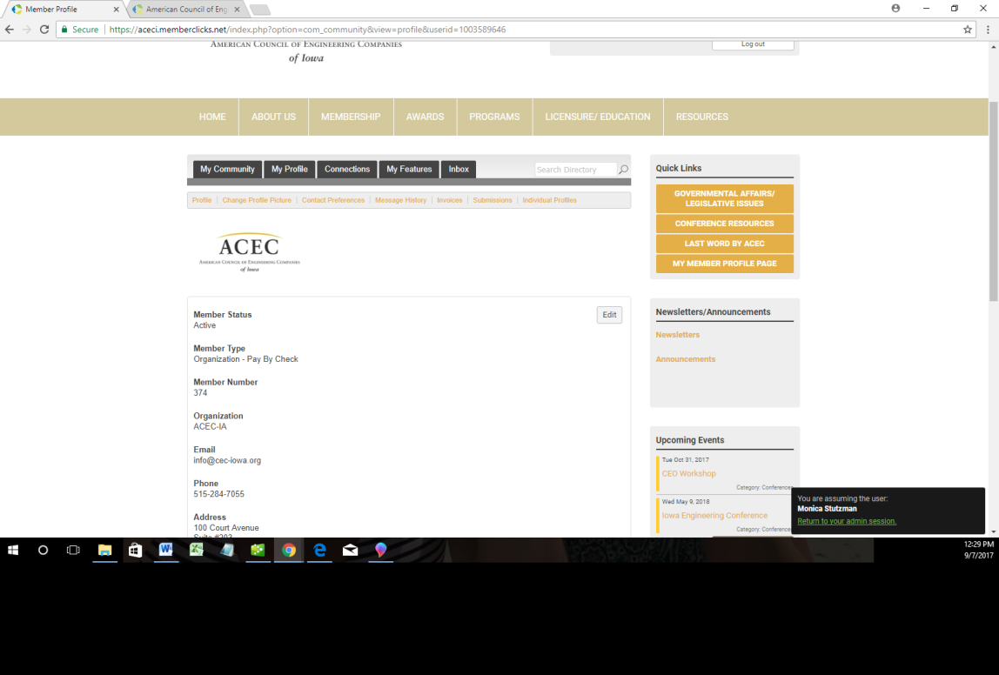 Member Profile
American Council of Eng
Secure
https://aceci.memberclicks.net/index.php?option=com_community&view=profile&userid=1003589646
American Council of Engineering Companies
of Iowa
Log out
HOME
ABOUT US
MEMBERSHIP
AWARDS
PROGRAMS
LICENSURE/ EDUCATION
RESOURCES
My Community
My Profile
Connections
My Features
Inbox
Search Directory
Profile | Change Profile Picture | Contact Preferences | Message History | Invoices | Submissions | Individual Profiles
ACEC
American Council of Engineering Companies
of Iowa
Member Status
Active
Edit
Member Type
Organization - Pay By Check
Member Number
374
Organization
ACEC-IA
Email
info@cec-iowa.org
Phone
515-284-7055
Address
100 Court Avenue
Suite #203
Quick Links
GOVERNMENTAL AFFAIRS/
LEGISLATIVE ISSUES
CONFERENCE RESOURCES
LAST WORD BY ACEC
MY MEMBER PROFILE PAGE
Newsletters/Announcements
Newsletters
Announcements
Upcoming Events
Tue Oct 31, 2017
CEO Workshop
Category: Conferences
Wed May 9, 2018
Iowa Engineering Conference
Category: Conferences
You are assuming the user:
Monica Stutzman
Return to your admin session.
12:29 PM
9/7/2017